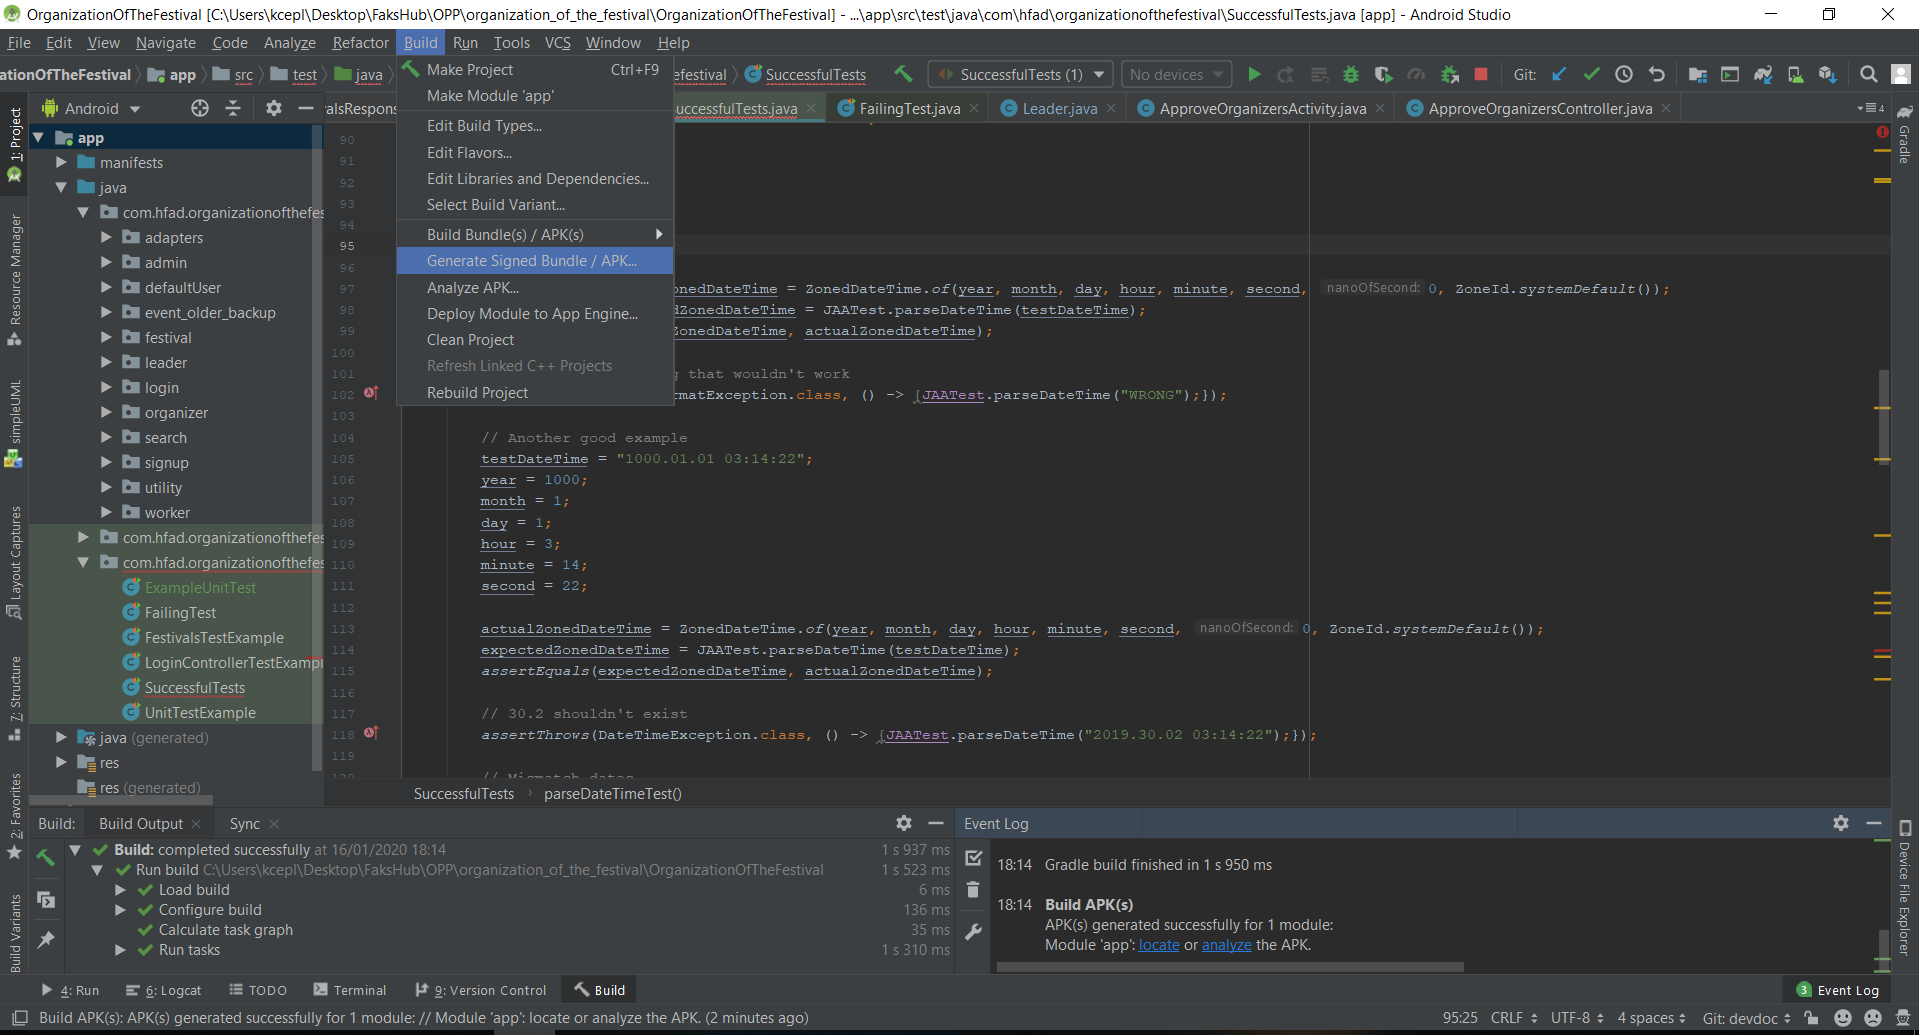 OrganizationOfTheFestival [C:\Users\kcepl\Desktop\FaksHub\OPP\organization_of_the_festival\OrganizationOfTheFestival] - ...\app\src\test\java\com\hfad\organizationofthefestival\SuccessfulTests.java [app] - Android Studio
File Edit View Navigate Code Analyze Refactor Build Run Tools VCS Window Help
ationOfTheFestival app src test java efestival SuccessfulTests SuccessfulTests (1) No devices Git:
Make Project Ctrl+F9
Make Module 'app'
Edit Build Types...
Edit Flavors...
Edit Libraries and Dependencies...
Select Build Variant...
Build Bundle(s) / APK(s)
Generate Signed Bundle / APK...
Analyze APK...
Deploy Module to App Engine...
Clean Project
Refresh Linked C++ Projects
Rebuild Project
Android
valsRespons uccessfulTests.java FailingTest.java Leader.java ApproveOrganizersActivity.java ApproveOrganizersController.java 4
1: Project
Resource Manager
simpleUML
Layout Captures
7: Structure
2: Favorites
Build Variants
app
manifests
java
com.hfad.organizationofthefes
adapters
admin
defaultUser
event_older_backup
festival
leader
login
organizer
search
signup
utility
worker
com.hfad.organizationofthefes
com.hfad.organizationofthefes
ExampleUnitTest
FailingTest
FestivalsTestExample
LoginControllerTestExampl
SuccessfulTests
UnitTestExample
java (generated)
res
res (generated)
90
91
92
93
94
95
96
97 onedDateTime = ZonedDateTime.of(year, month, day, hour, minute, second, nanoOfSecond: 0, ZoneId.systemDefault());
98 dZonedDateTime = JAATest.parseDateTime(testDateTime);
99 ZonedDateTime, actualZonedDateTime);
100
101 g that wouldn't work
102 rmatException.class, () -> {JAATest.parseDateTime("WRONG");});
103
104 // Another good example
105 testDateTime = "1000.01.01 03:14:22";
106 year = 1000;
107 month = 1;
108 day = 1;
109 hour = 3;
110 minute = 14;
111 second = 22;
112
113 actualZonedDateTime = ZonedDateTime.of(year, month, day, hour, minute, second, nanoOfSecond: 0, ZoneId.systemDefault());
114 expectedZonedDateTime = JAATest.parseDateTime(testDateTime);
115 assertEquals(expectedZonedDateTime, actualZonedDateTime);
116
117 // 30.2 shouldn't exist
118 assertThrows(DateTimeException.class, () -> {JAATest.parseDateTime("2019.30.02 03:14:22");});
119
120 // Mismatch dates
SuccessfulTests parseDateTimeTest()
Gradle
Device File Explorer
Build: Build Output Sync
Build: completed successfully at 16/01/2020 18:14 1 s 937 ms
Run build C:\Users\kcepl\Desktop\FaksHub\OPP\organization_of_the_festival\OrganizationOfTheFestival 1 s 523 ms
Load build 6 ms
Configure build 136 ms
Calculate task graph 35 ms
Run tasks 1 s 310 ms
Event Log
18:14 Gradle build finished in 1 s 950 ms
18:14 Build APK(s)
APK(s) generated successfully for 1 module:
Module 'app': locate or analyze the APK.
4: Run 6: Logcat TODO Terminal 9: Version Control Build 3 Event Log
Build APK(s): APK(s) generated successfully for 1 module: // Module 'app': locate or analyze the APK. (2 minutes ago) 95:25 CRLF UTF-8 4 spaces Git: devdoc